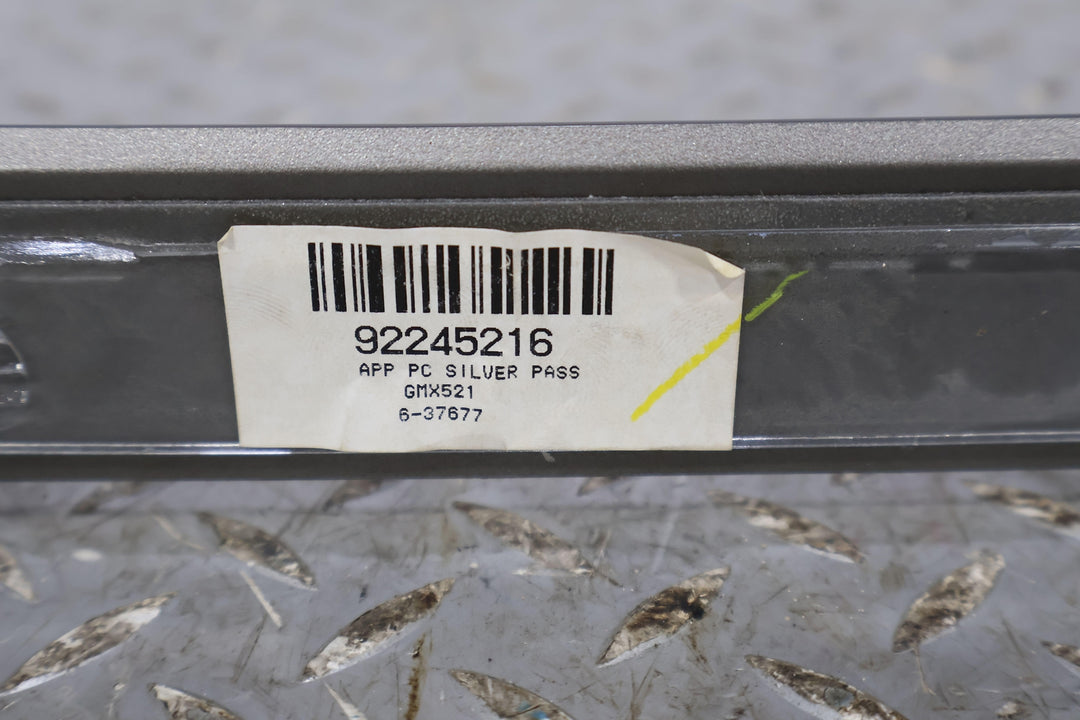 92245216
APP PC SILVER PASS
GMX521
6-37677